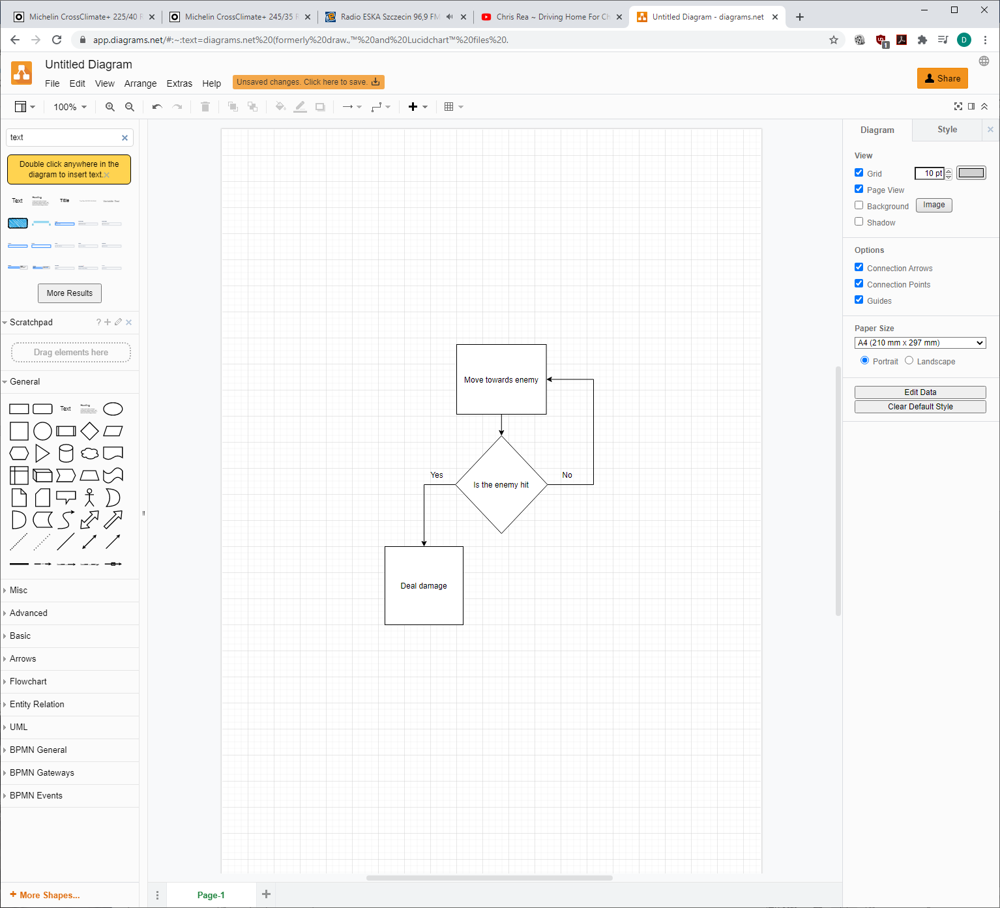 Michelin CrossClimate+ 225/40 R
Michelin CrossClimate+ 245/35 R
Radio ESKA Szczecin 96,9 FM
Chris Rea ~ Driving Home For Ch
Untitled Diagram - diagrams.net
app.diagrams.net/#:~:text=diagrams.net%20(formerly%20draw.,™%20and%20Lucidchart™%20files%20.
1
D
Untitled Diagram
File Edit View Arrange Extras Help
Unsaved changes. Click here to save.
Share
100%
text
Double click anywhere in the
diagram to insert text.
Text
Heading
Title
Variable Text
More Results
Scratchpad
?
Drag elements here
General
Text
Heading
Misc
Advanced
Basic
Arrows
Flowchart
Entity Relation
UML
BPMN General
BPMN Gateways
BPMN Events
+ More Shapes...
Move towards enemy
Yes
Is the enemy hit
No
Deal damage
Page-1
Diagram
Style
View
Grid
10 pt
Page View
Background
Image
Shadow
Options
Connection Arrows
Connection Points
Guides
Paper Size
A4 (210 mm x 297 mm)
Portrait
Landscape
Edit Data
Clear Default Style